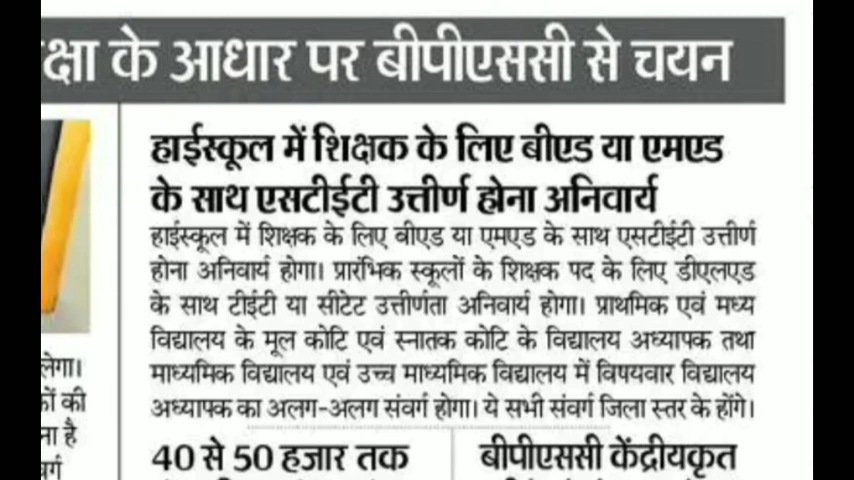 क्षा के आधार पर बीपीएससी से चयन
हाईस्कूल में शिक्षक के लिए बीएड या एमएड
के साथ एसटीईटी उत्तीर्ण होना अनिवार्य
हाईस्कूल में शिक्षक के लिए बीएड या एमएड के साथ एसटीईटी उत्तीर्ण
होना अनिवार्य होगा। प्रारंभिक स्कूलों के शिक्षक पद के लिए डीएलएड
के साथ टीईटी या सीटेट उत्तीर्णता अनिवार्य होगा। प्राथमिक एवं मध्य
विद्यालय के मूल कोटि एवं स्नातक कोटि के विद्यालय अध्यापक तथा
माध्यमिक विद्यालय एवं उच्च माध्यमिक विद्यालय में विषयवार विद्यालय
अध्यापक का अलग-अलग संवर्ग होगा। ये सभी संवर्ग जिला स्तर के होंगे।
लेगा।
की
ना है
वर्ग
40 से 50 हजार तक
बीपीएससी केंद्रीयकृत